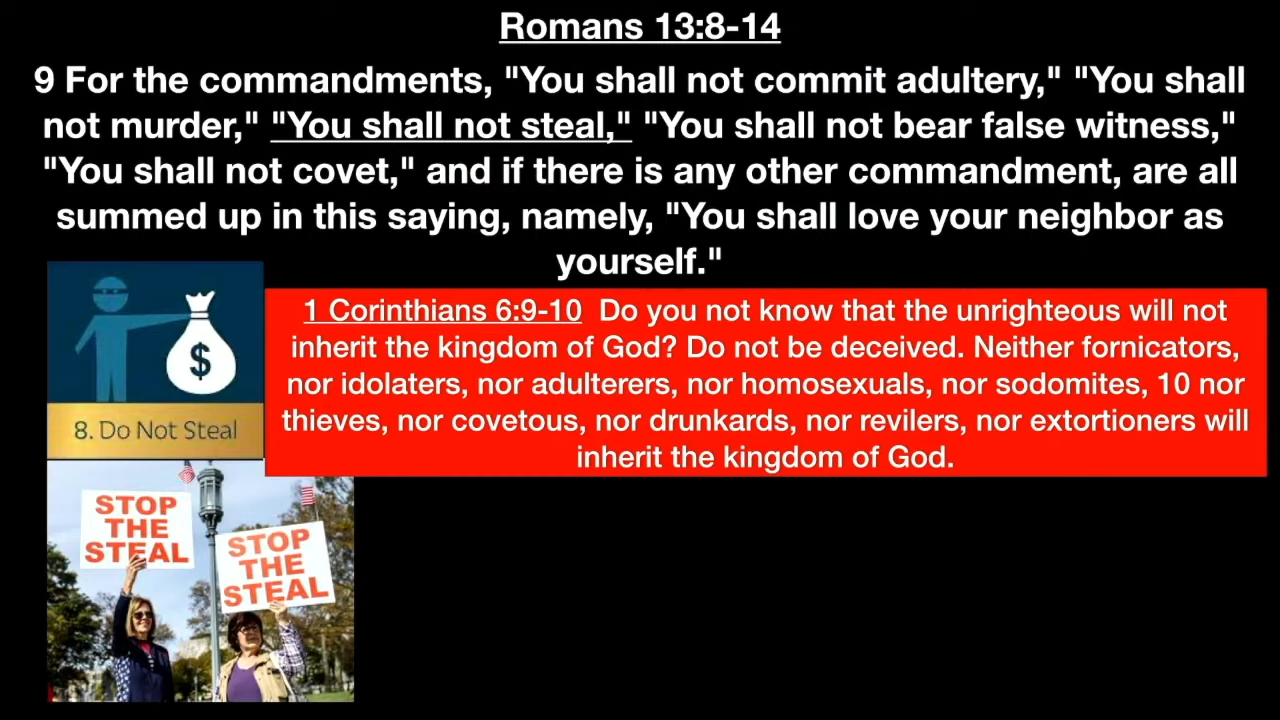 Romans 13:8-14
9 For the commandments, "You shall not commit adultery," "You shall
not murder," "You shall not steal," "You shall not bear false witness,"
"You shall not covet," and if there is any other commandment, are all
summed up in this saying, namely, "You shall love your neighbor as
yourself."
$
8. Do Not Steal
1 Corinthians 6:9-10 Do you not know that the unrighteous will not
inherit the kingdom of God? Do not be deceived. Neither fornicators,
nor idolaters, nor adulterers, nor homosexuals, nor sodomites, 10 nor
thieves, nor covetous, nor drunkards, nor revilers, nor extortioners will
inherit the kingdom of God.
STOP
THE
STEAL
STOP
THE
STEAL